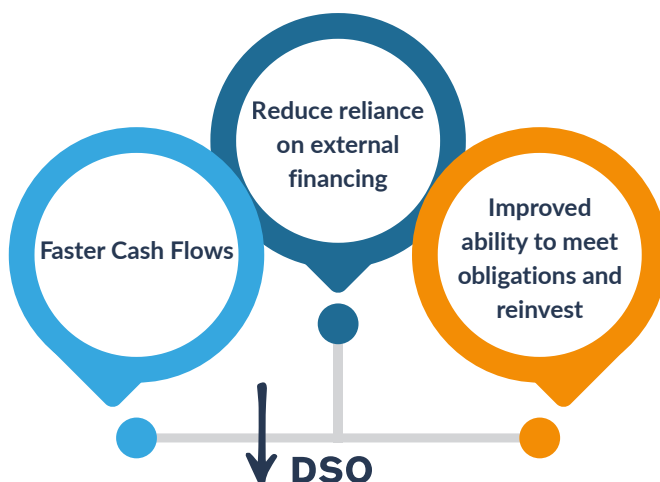 Faster Cash Flows
Reduce reliance
on external
financing
Improved
ability to meet
obligations and
reinvest
DSO